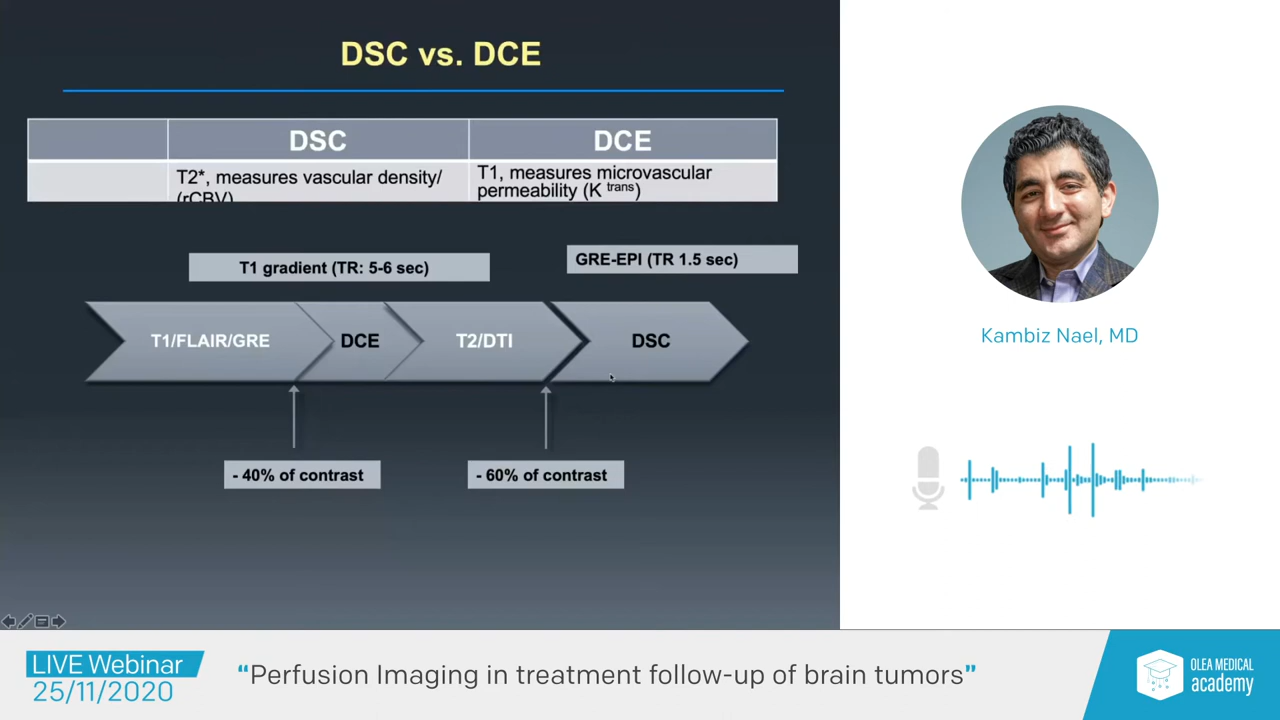 DSC vs. DCE
DSC
DCE
T2*, measures vascular density/
(rCBV)
T1, measures microvascular
permeability (K trans)
T1 gradient (TR: 5-6 sec)
GRE-EPI (TR 1.5 sec)
T1/FLAIR/GRE
DCE
T2/DTI
DSC
- 40% of contrast
- 60% of contrast
Kambiz Nael, MD
LIVE Webinar
25/11/2020
“Perfusion Imaging in treatment follow-up of brain tumors”
OLEA MEDICAL
academy